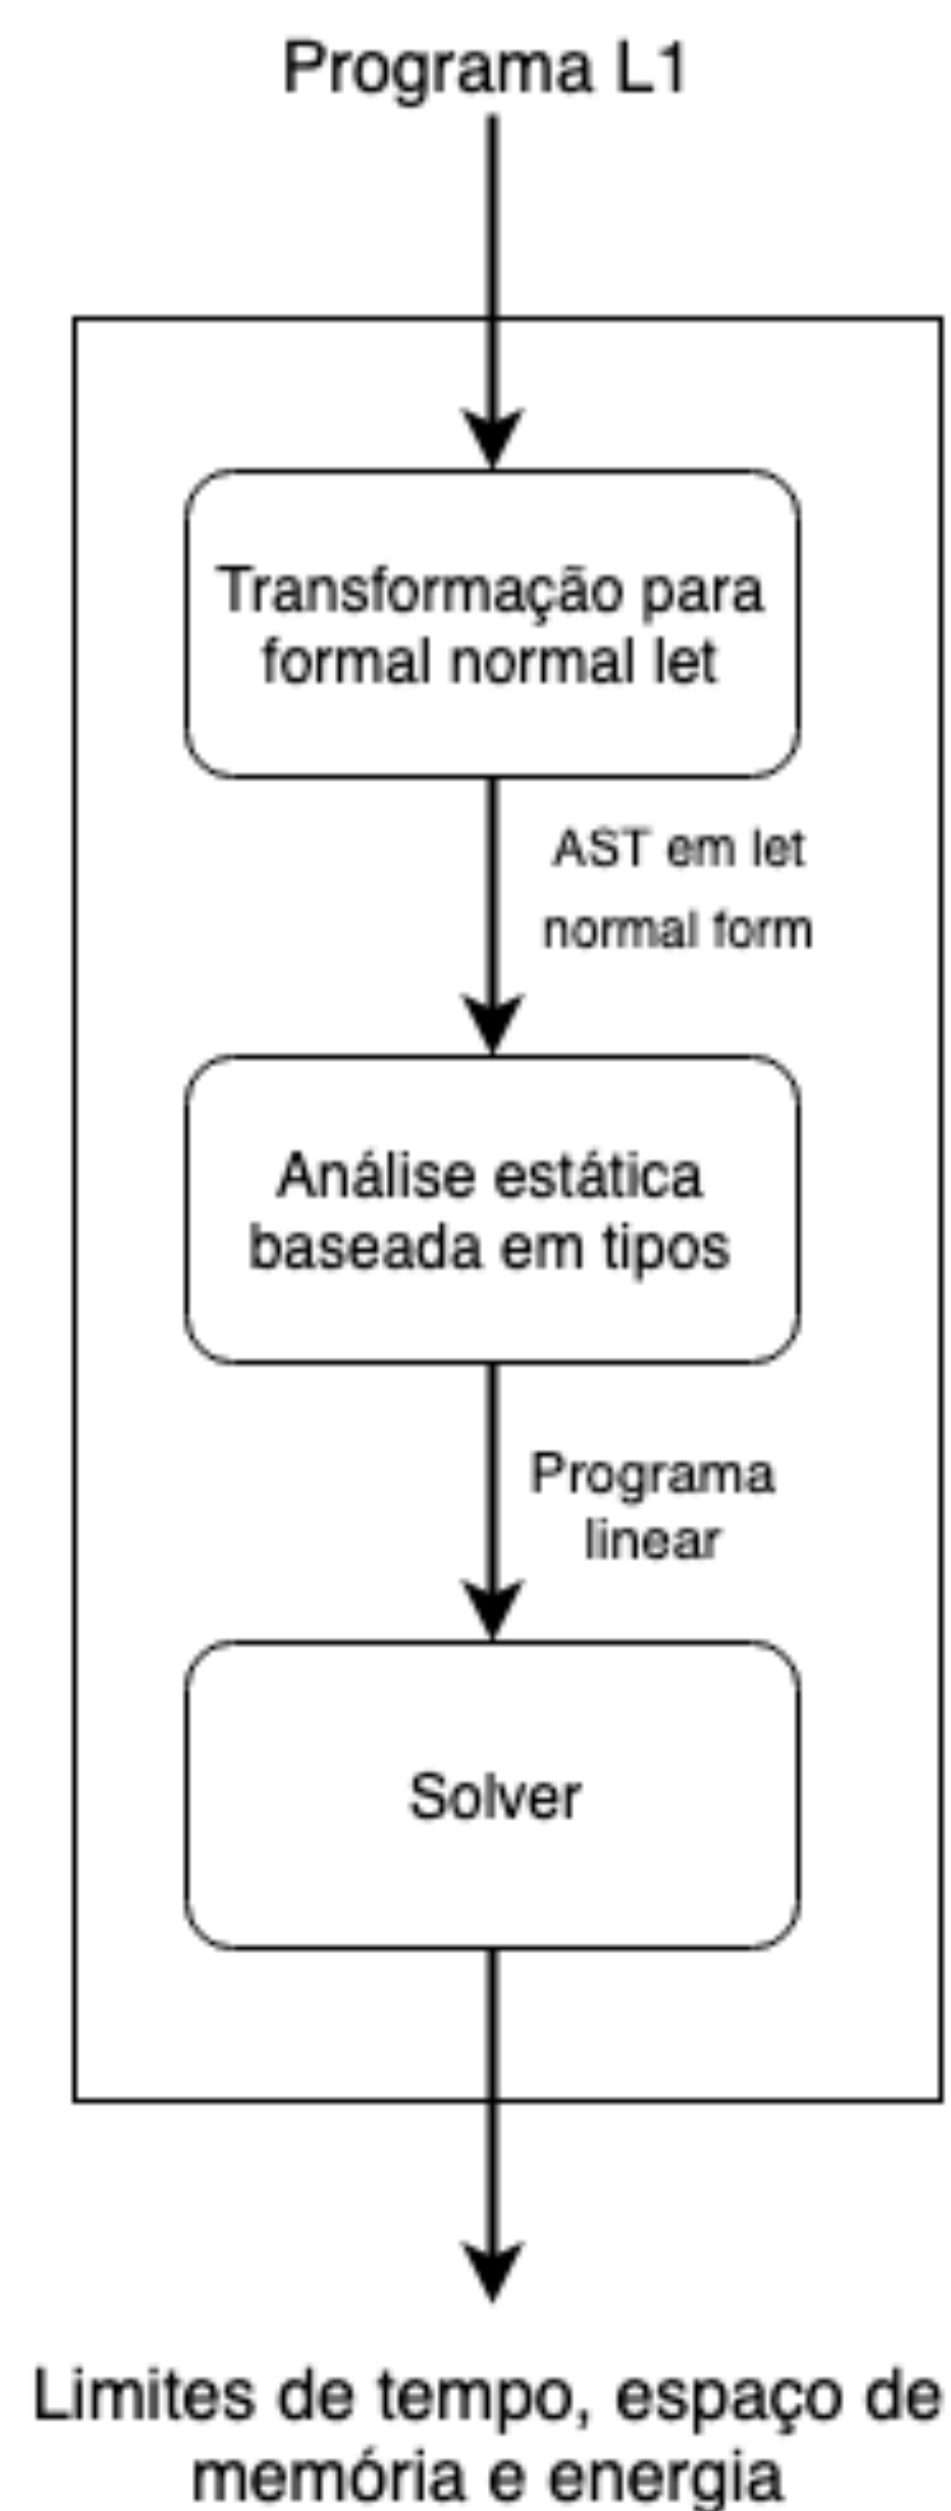 Programa L1
Transformação para
formal normal let
AST em let
normal form
Análise estática
baseada em tipos
Programa
linear
Solver
Limites de tempo, espaço de
memória e energia